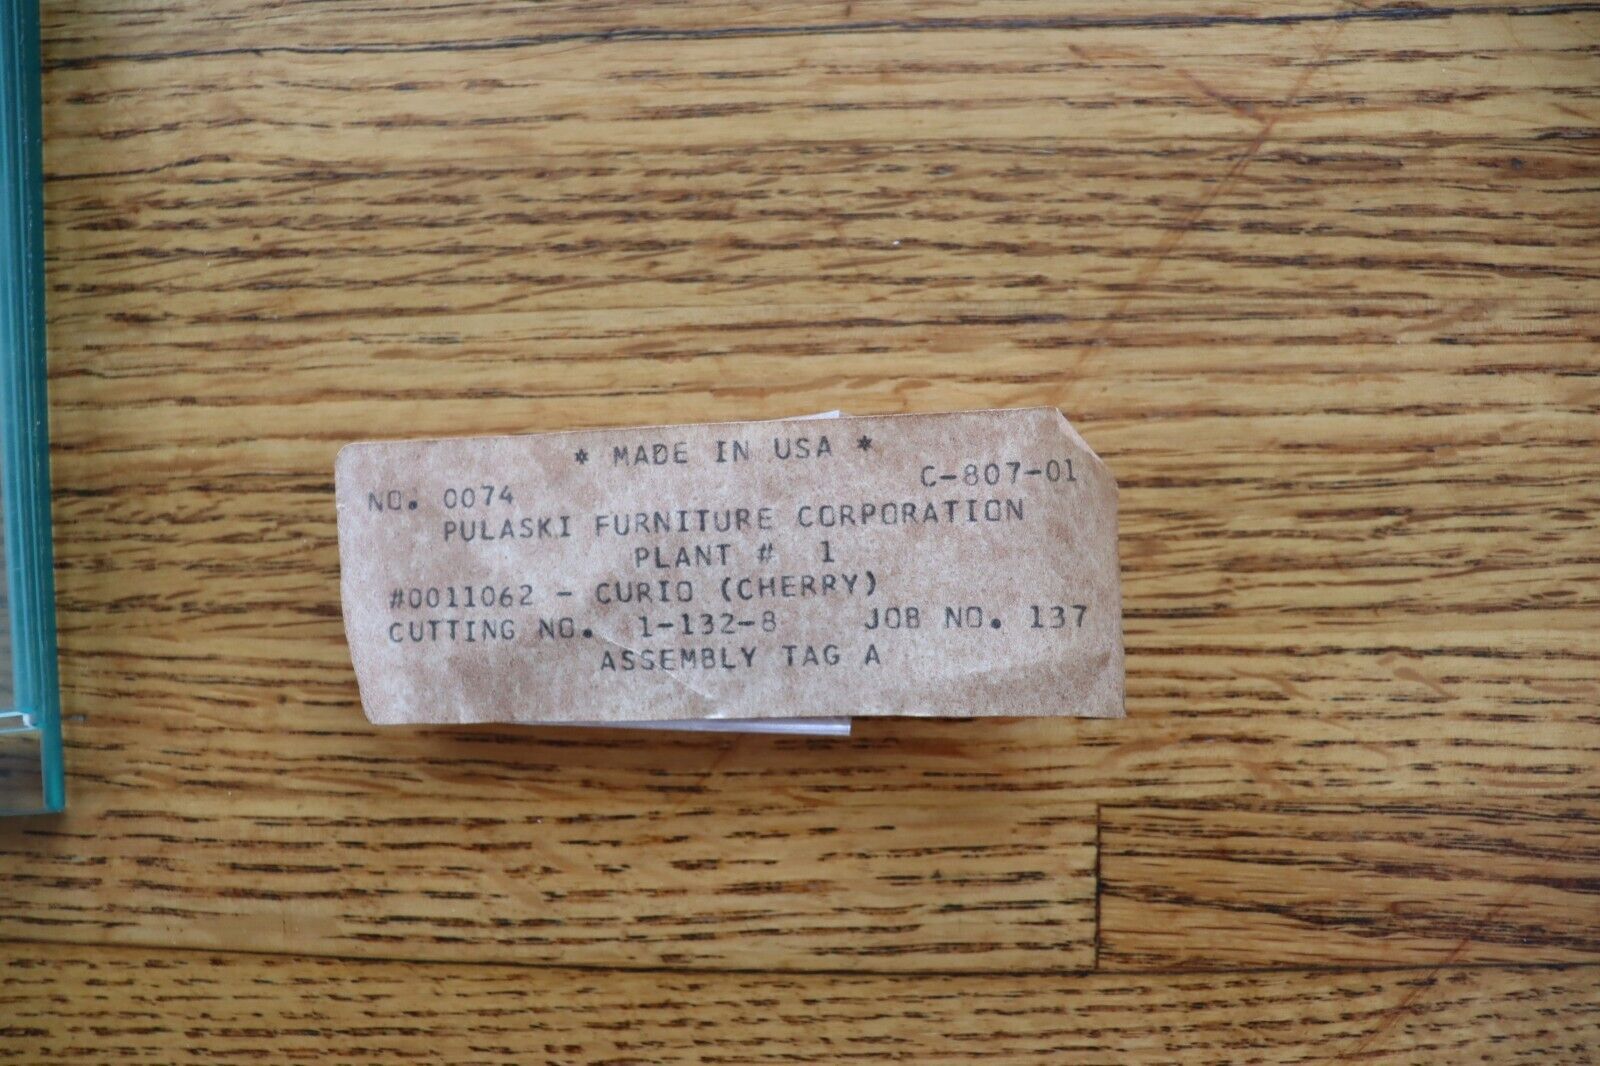 * MADE IN USA *
NO. 0074 C-807-01
PULASKI FURNITURE CORPORATION
PLANT # 1
#0011062 - CURIO (CHERRY)
CUTTING NO. 1-132-8 JOB NO. 137
ASSEMBLY TAG A